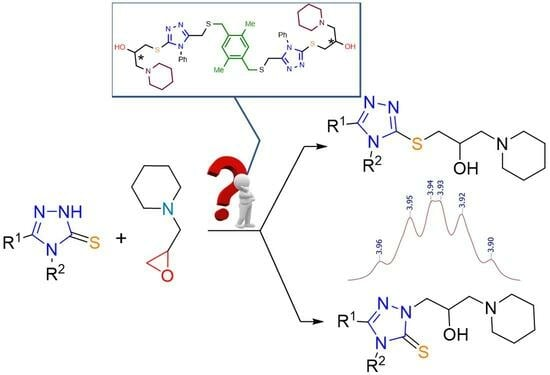 S Me N-N S N
HO S N N Ph * OH
* N Ph Me S N-N S
N
N N
R¹ N S N
R² OH
N-NH N
R¹ N S + O
R²
?
3.96 3.95 3.94 3.93 3.92 3.90
N N N
R¹ N S OH
R²